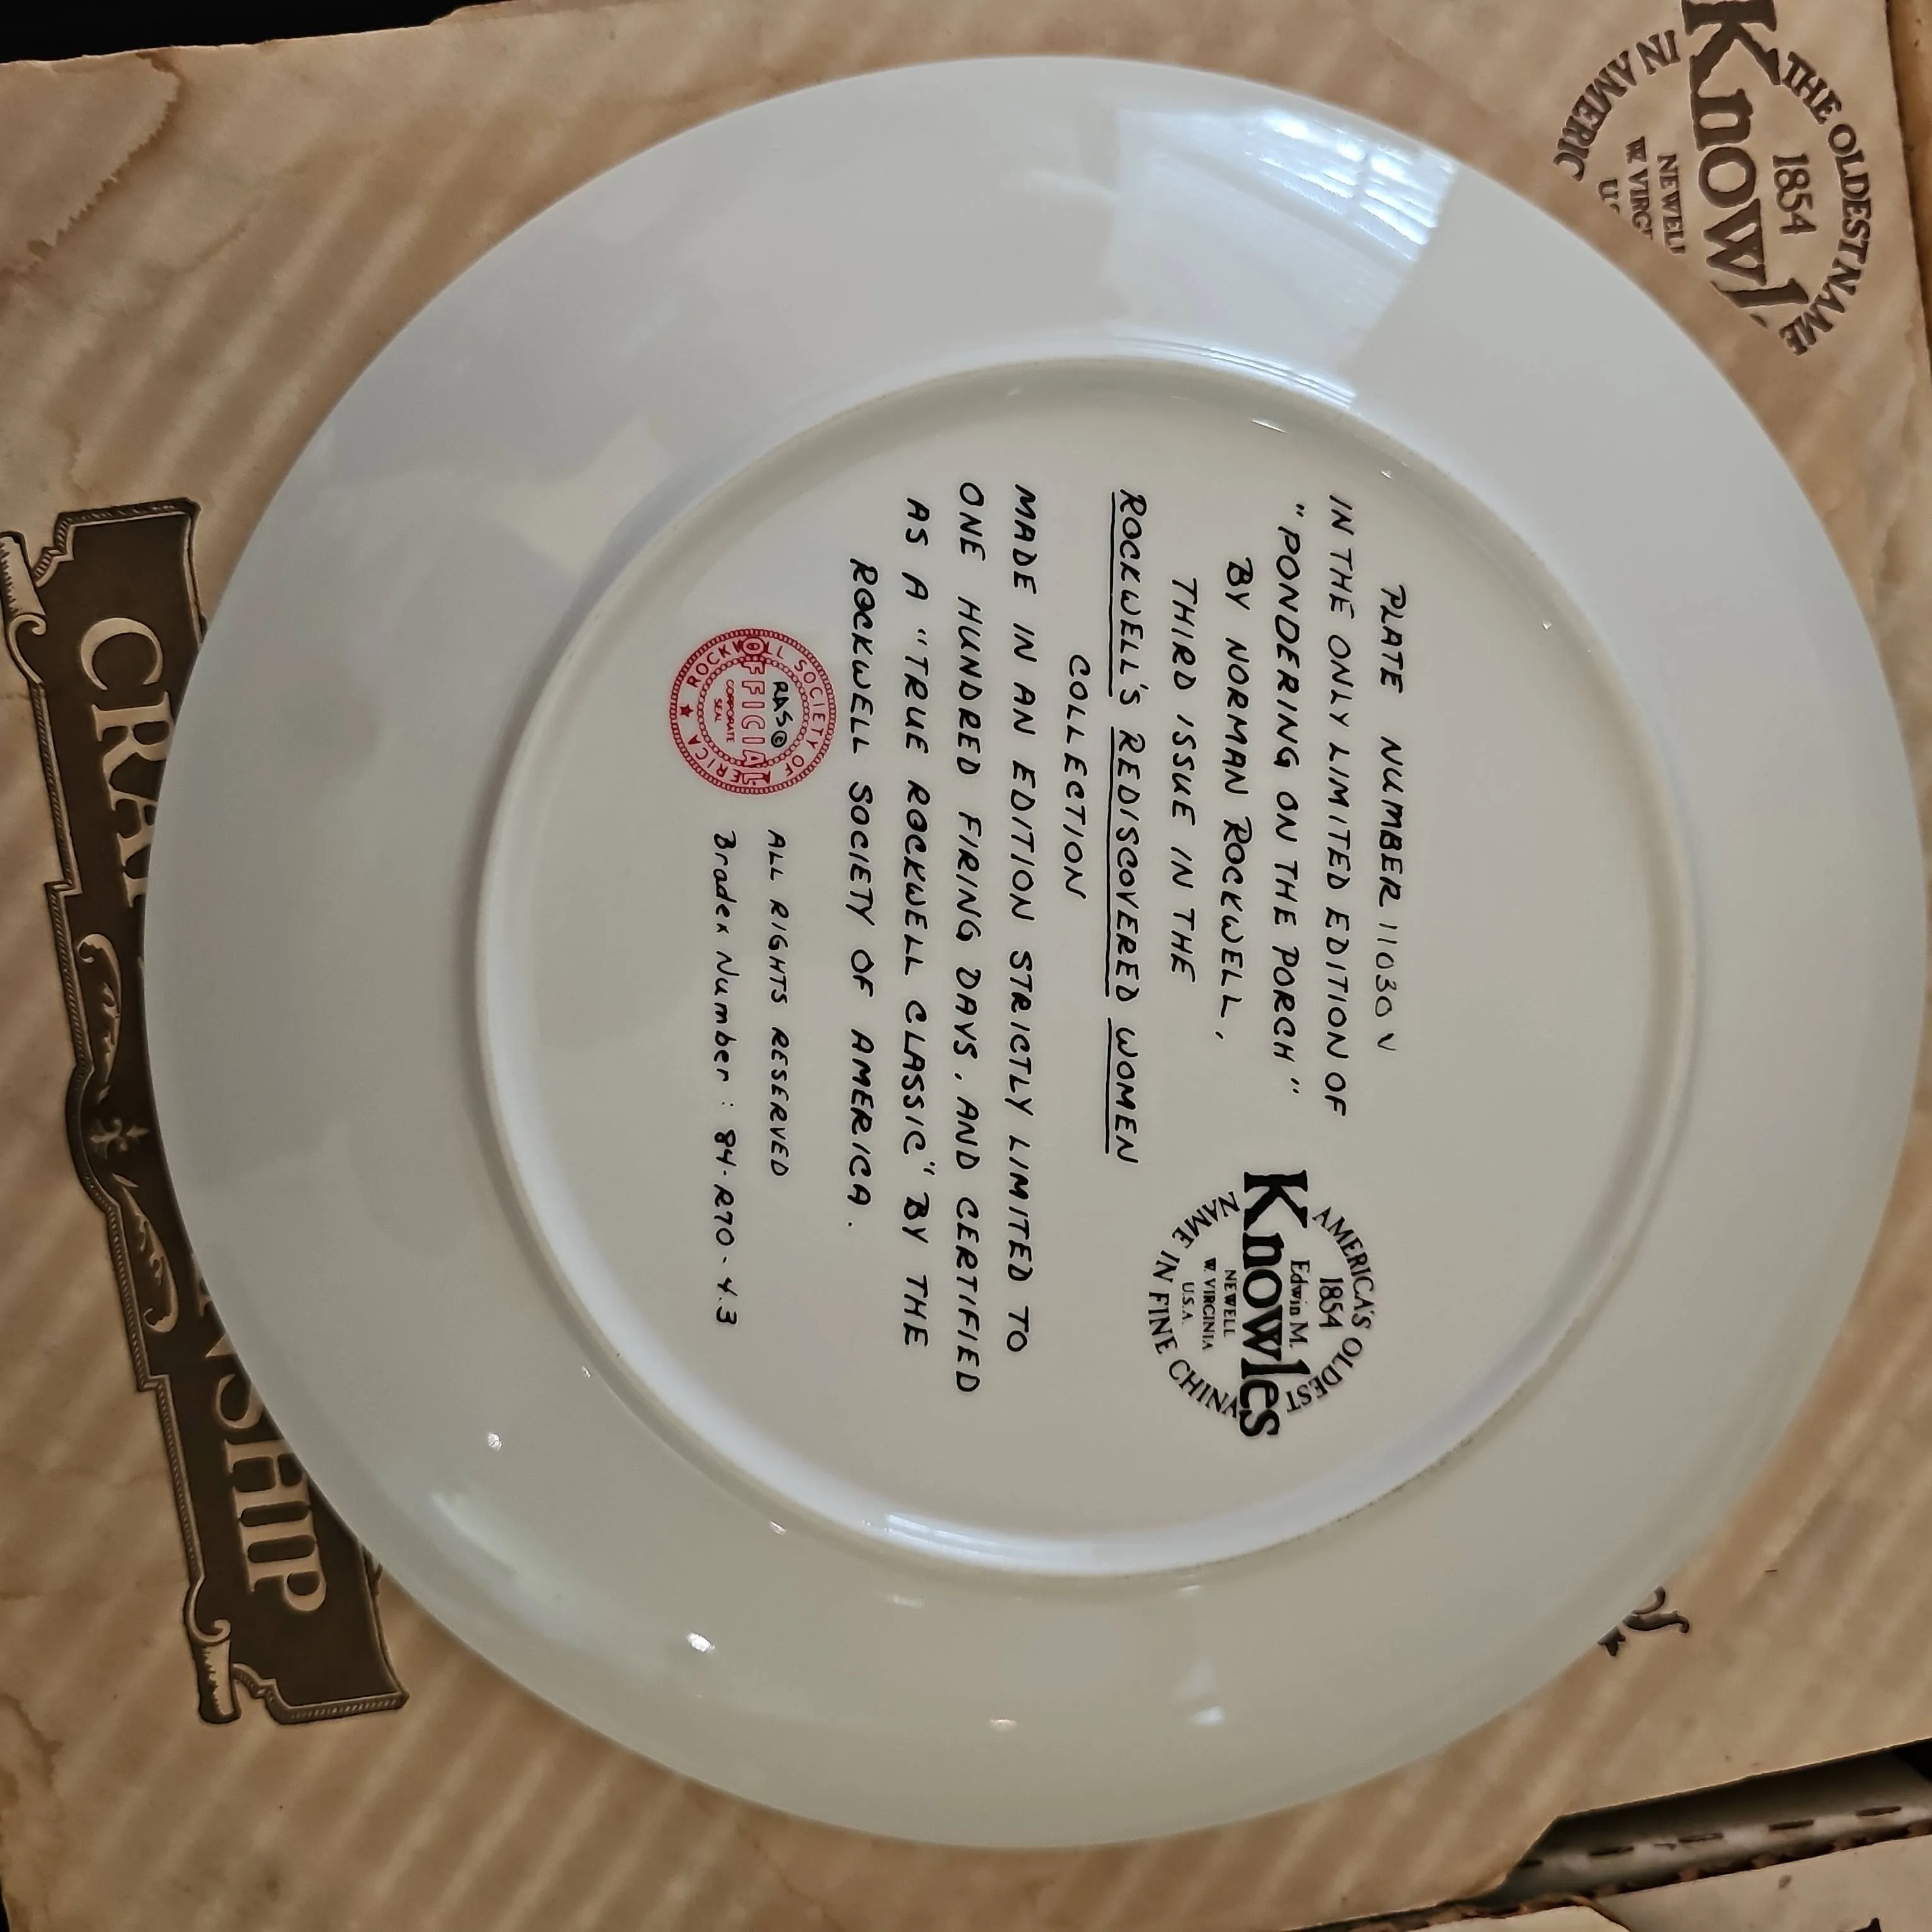 PLATE NUMBER 11030 V
IN THE ONLY LIMITED EDITION OF
"PONDERING ON THE PORCH"
BY NORMAN ROCKWELL,
THIRD ISSUE IN THE
ROCKWELL'S REDISCOVERED WOMEN
COLLECTION
MADE IN AN EDITION STRICTLY LIMITED TO
ONE HUNDRED FIRING DAYS, AND CERTIFIED
AS A "TRUE ROCKWELL CLASSIC" BY THE
ROCKWELL SOCIETY OF AMERICA.
ALL RIGHTS RESERVED
Bradex Number: 84-R70-4.3
ROCKWELL SOCIETY OF AMERICA
RAS©
OFFICIAL
CORPORATE
SEAL
AMERICA'S OLDEST
1854
Edwin M.
Knowles
NEWELL
W. VIRGINIA
U.S.A.
NAME IN FINE CHINA
THE OLDEST NAME
1854
Knowl
NEWELL
W VIRG
IN AMERIC
CRA
NSHIP